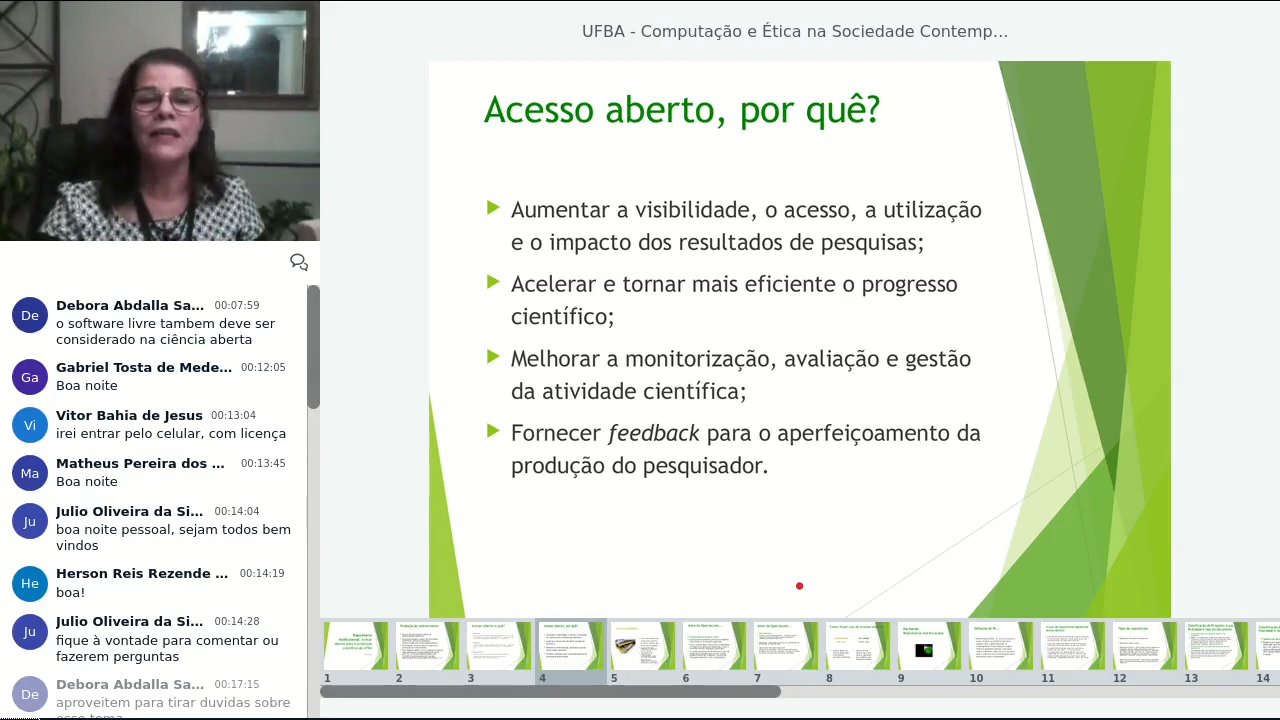 UFBA - Computação e Ética na Sociedade Contemp...
Acesso aberto, por quê?
Aumentar a visibilidade, o acesso, a utilização
e o impacto dos resultados de pesquisas;
Acelerar e tornar mais eficiente o progresso
científico;
Melhorar a monitorização, avaliação e gestão
da atividade científica;
Fornecer feedback para o aperfeiçoamento da
produção do pesquisador.
De
Debora Abdalla Sa... 00:07:59
o software livre tambem deve ser
considerado na ciência aberta
Ga
Gabriel Tosta de Mede... 00:12:05
Boa noite
Vi
Vitor Bahia de Jesus 00:13:04
irei entrar pelo celular, com licença
Ma
Matheus Pereira dos ... 00:13:45
Boa noite
Ju
Julio Oliveira da Si... 00:14:04
boa noite pessoal, sejam todos bem
vindos
He
Herson Reis Rezende ... 00:14:19
boa!
Ju
Julio Oliveira da Si... 00:14:28
fique à vontade para comentar ou
fazerem perguntas
De
Debora Abdalla Sa... 00:17:15
aproveitem para tirar duvidas sobre
esse tema
1 2 3 4 5 6 7 8 9 10 11 12 13 14